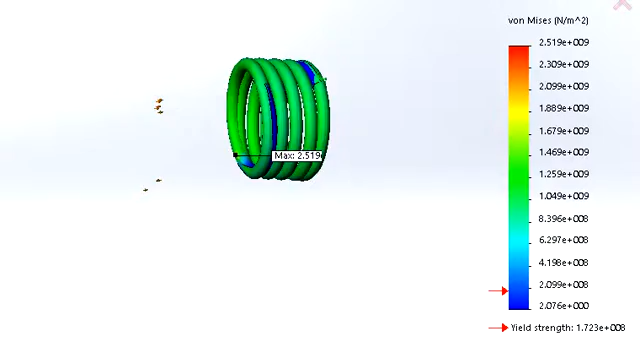 von Mises (N/m^2)
2.519e+009
2.309e+009
2.099e+009
1.889e+009
1.679e+009
1.469e+009
1.259e+009
1.049e+009
8.396e+008
6.297e+008
4.198e+008
2.099e+008
2.076e+000
Max: 2.519
Yield strength: 1.723e+008